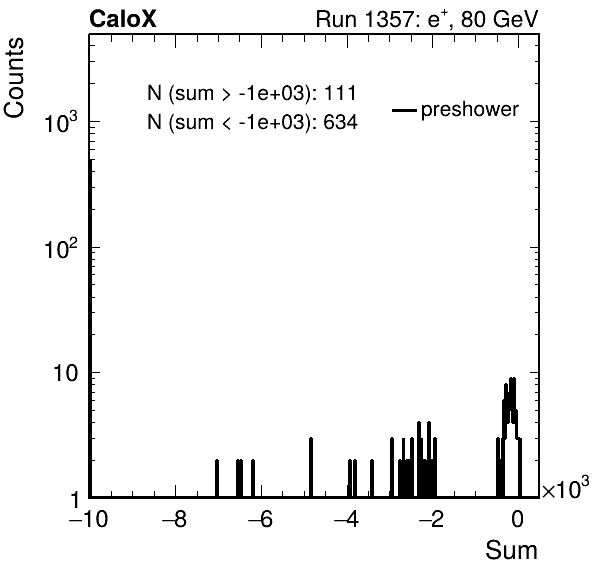 CaloX Run 1357: e⁺, 80 GeV
Counts
N (sum > -1e+03): 111
N (sum < -1e+03): 634
preshower
10³
10²
10
1
−10 −8 −6 −4 −2 0 ×10³
Sum